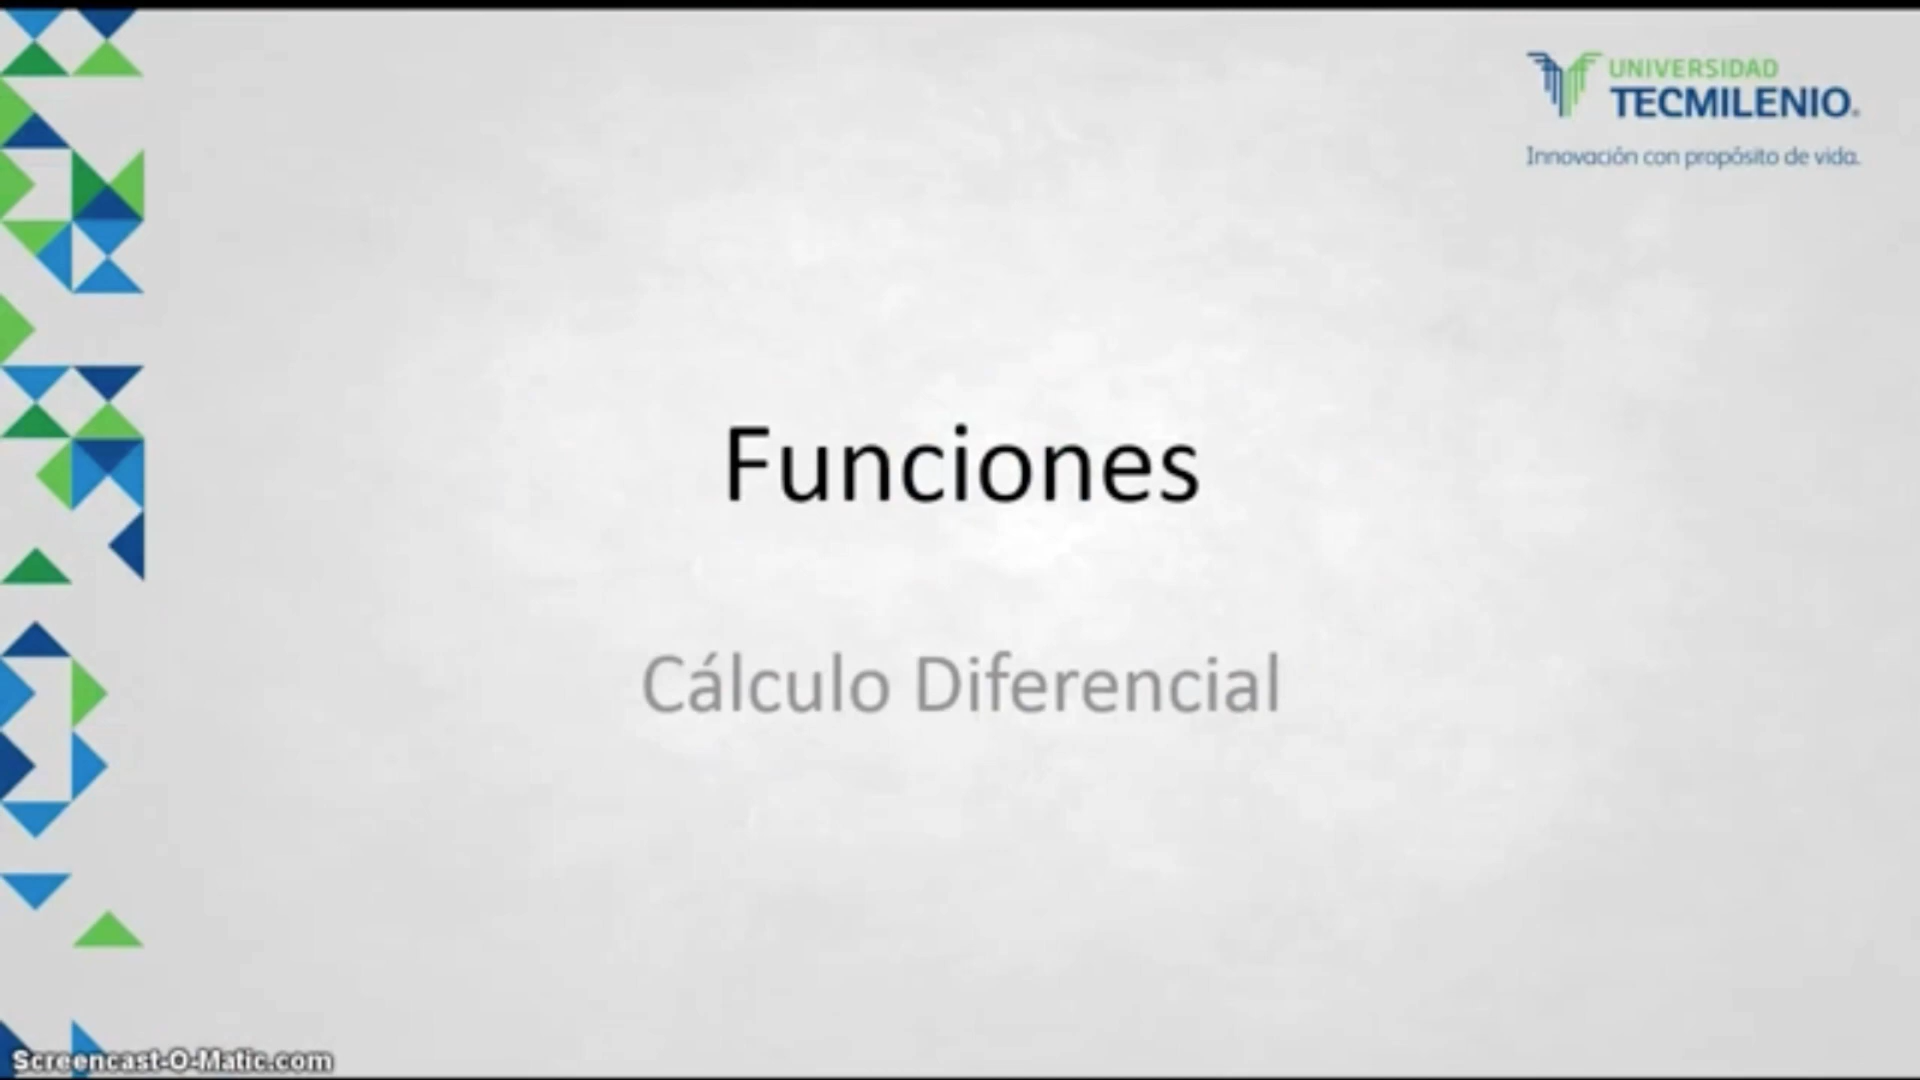 UNIVERSIDAD
TECMILENIO.
Innovación con propósito de vida.
Funciones
Cálculo Diferencial
Screencast-O-Matic.com